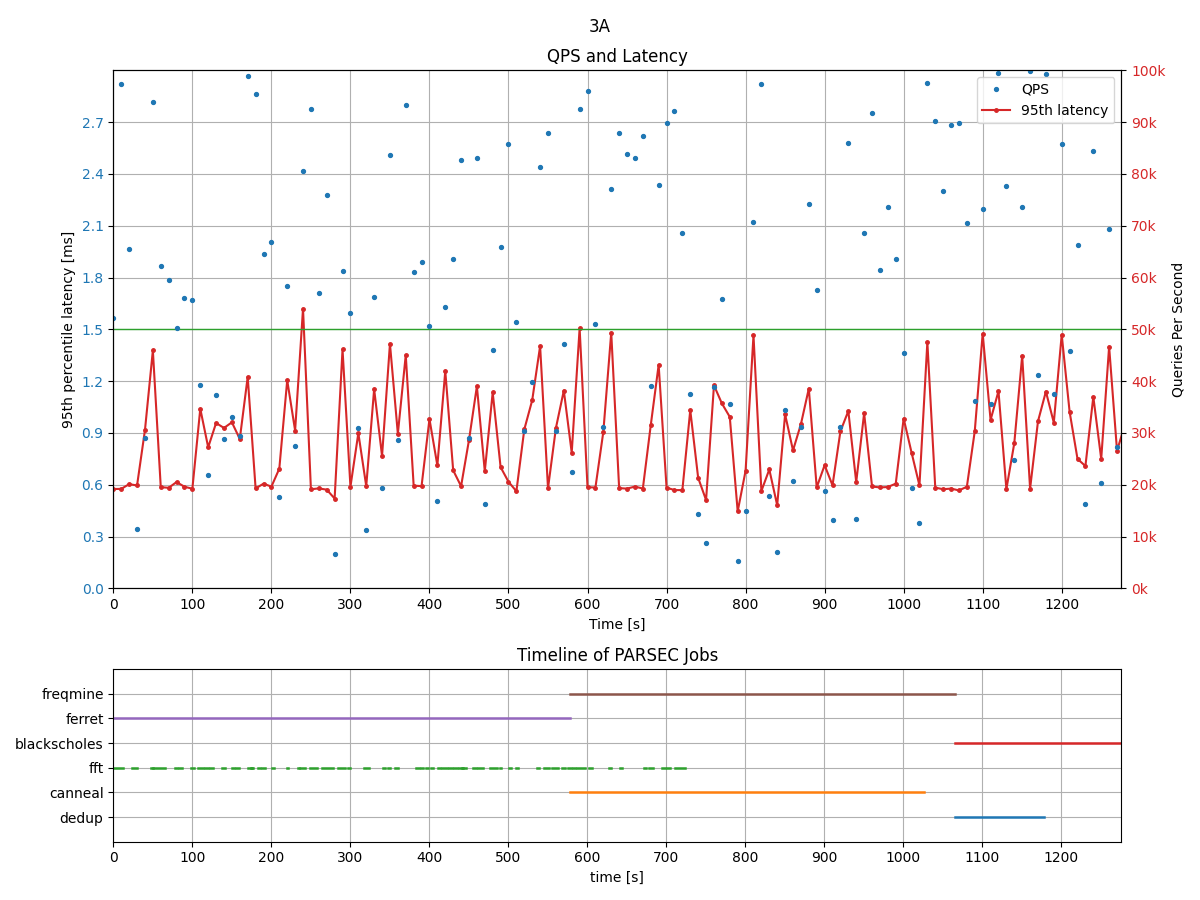 3A
QPS and Latency
QPS
95th latency
95th percentile latency [ms]
2.7
2.4
2.1
1.8
1.5
1.2
0.9
0.6
0.3
0.0
100k
90k
80k
70k
60k
50k
40k
30k
20k
10k
0k
Queries Per Second
0 100 200 300 400 500 600 700 800 900 1000 1100 1200
Time [s]
Timeline of PARSEC Jobs
freqmine
ferret
blackscholes
fft
canneal
dedup
0 100 200 300 400 500 600 700 800 900 1000 1100 1200
time [s]